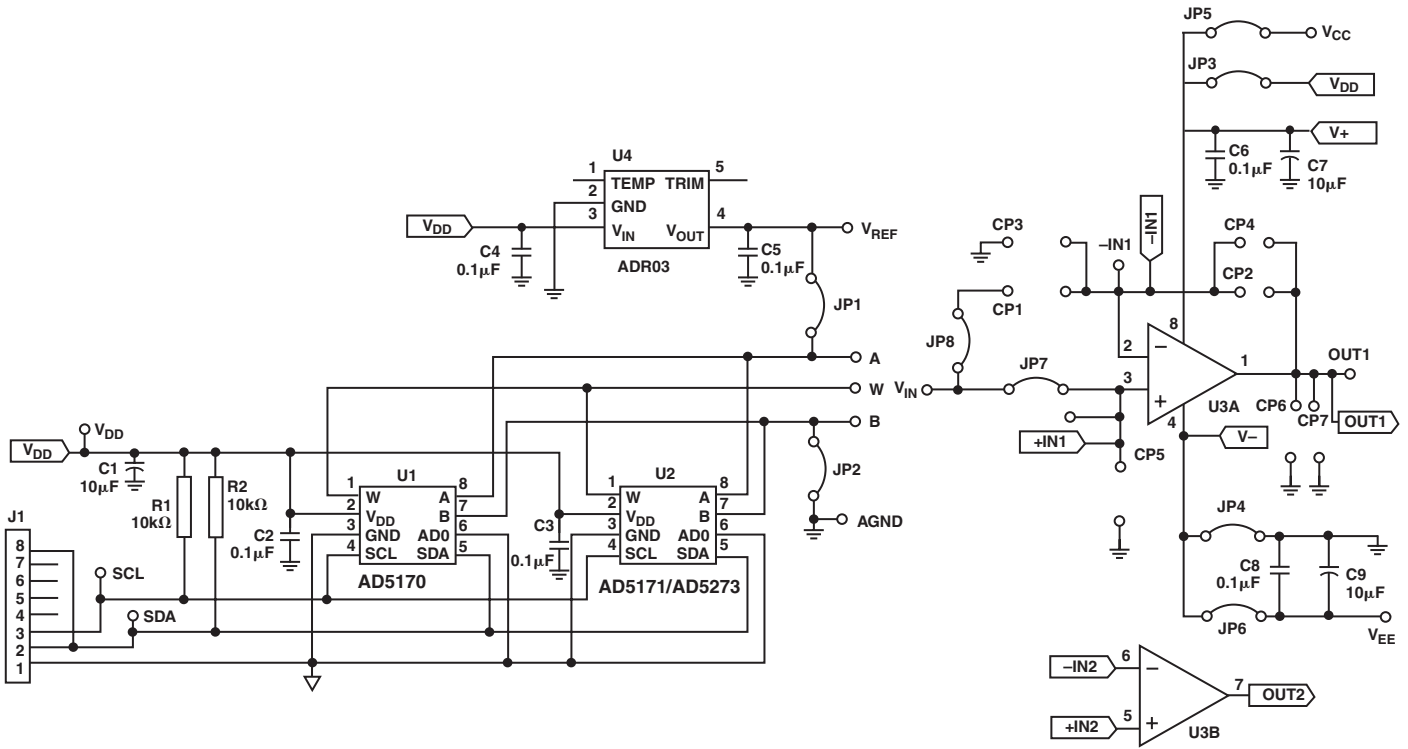 JP5
VCC
JP3
VDD
V+
C6
0.1µF
C7
10µF
U4
1
TEMP
TRIM
5
2
GND
3
VIN
VOUT
4
ADR03
VDD
C4
0.1µF
C5
0.1µF
VREF
JP1
CP3
–IN1
–IN1
CP4
CP2
CP1
JP8
JP7
VIN
8
2
–
3
+
4
1
U3A
OUT1
CP6
CP7
OUT1
+IN1
CP5
V–
A
W
B
JP2
AGND
VDD
VDD
C1
10µF
R1
10kΩ
R2
10kΩ
C2
0.1µF
U1
1
W
A
8
2
VDD
B
7
3
GND
AD0
6
4
SCL
SDA
5
AD5170
C3
0.1µF
U2
1
W
A
8
2
VDD
B
7
3
GND
AD0
6
4
SCL
SDA
5
AD5171/AD5273
J1
8
7
6
5
4
3
2
1
SCL
SDA
JP4
C8
0.1µF
C9
10µF
JP6
VEE
–IN2
6
–
7
OUT2
+IN2
5
+
U3B